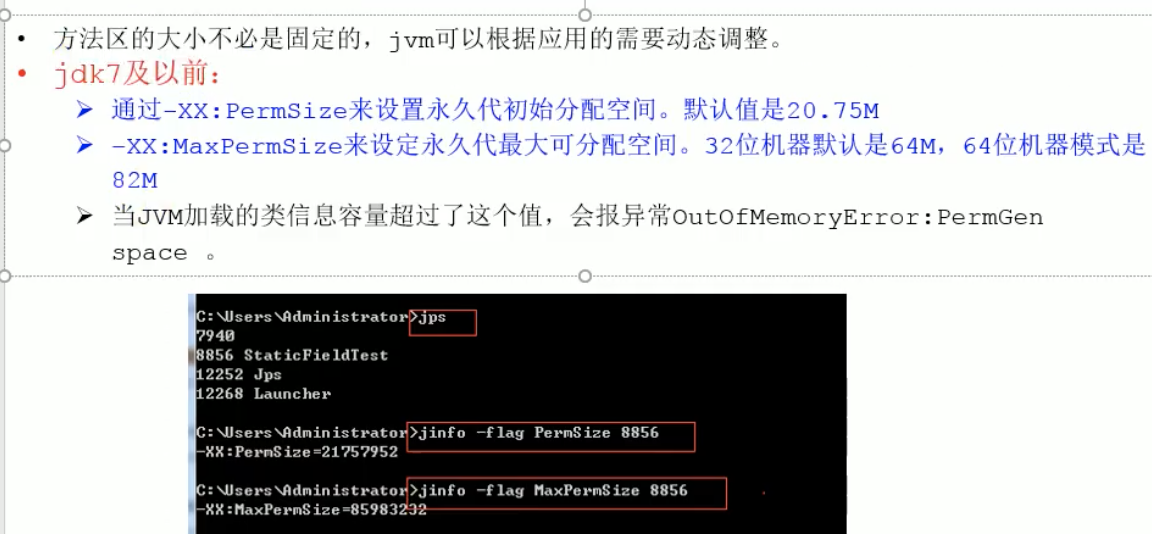 • 方法区的大小不必是固定的，jvm可以根据应用的需要动态调整。
• jdk7及以前：
➢ 通过-XX:PermSize来设置永久代初始分配空间。默认值是20.75M
➢ -XX:MaxPermSize来设定永久代最大可分配空间。32位机器默认是64M，64位机器模式是
82M
➢ 当JVM加载的类信息容量超过了这个值，会报异常OutOfMemoryError:PermGen
space 。
C:\Users\Administrator>jps
7940
8856 StaticFieldTest
12252 Jps
12268 Launcher
C:\Users\Administrator>jinfo -flag PermSize 8856
-XX:PermSize=21757952
C:\Users\Administrator>jinfo -flag MaxPermSize 8856
-XX:MaxPermSize=85983232